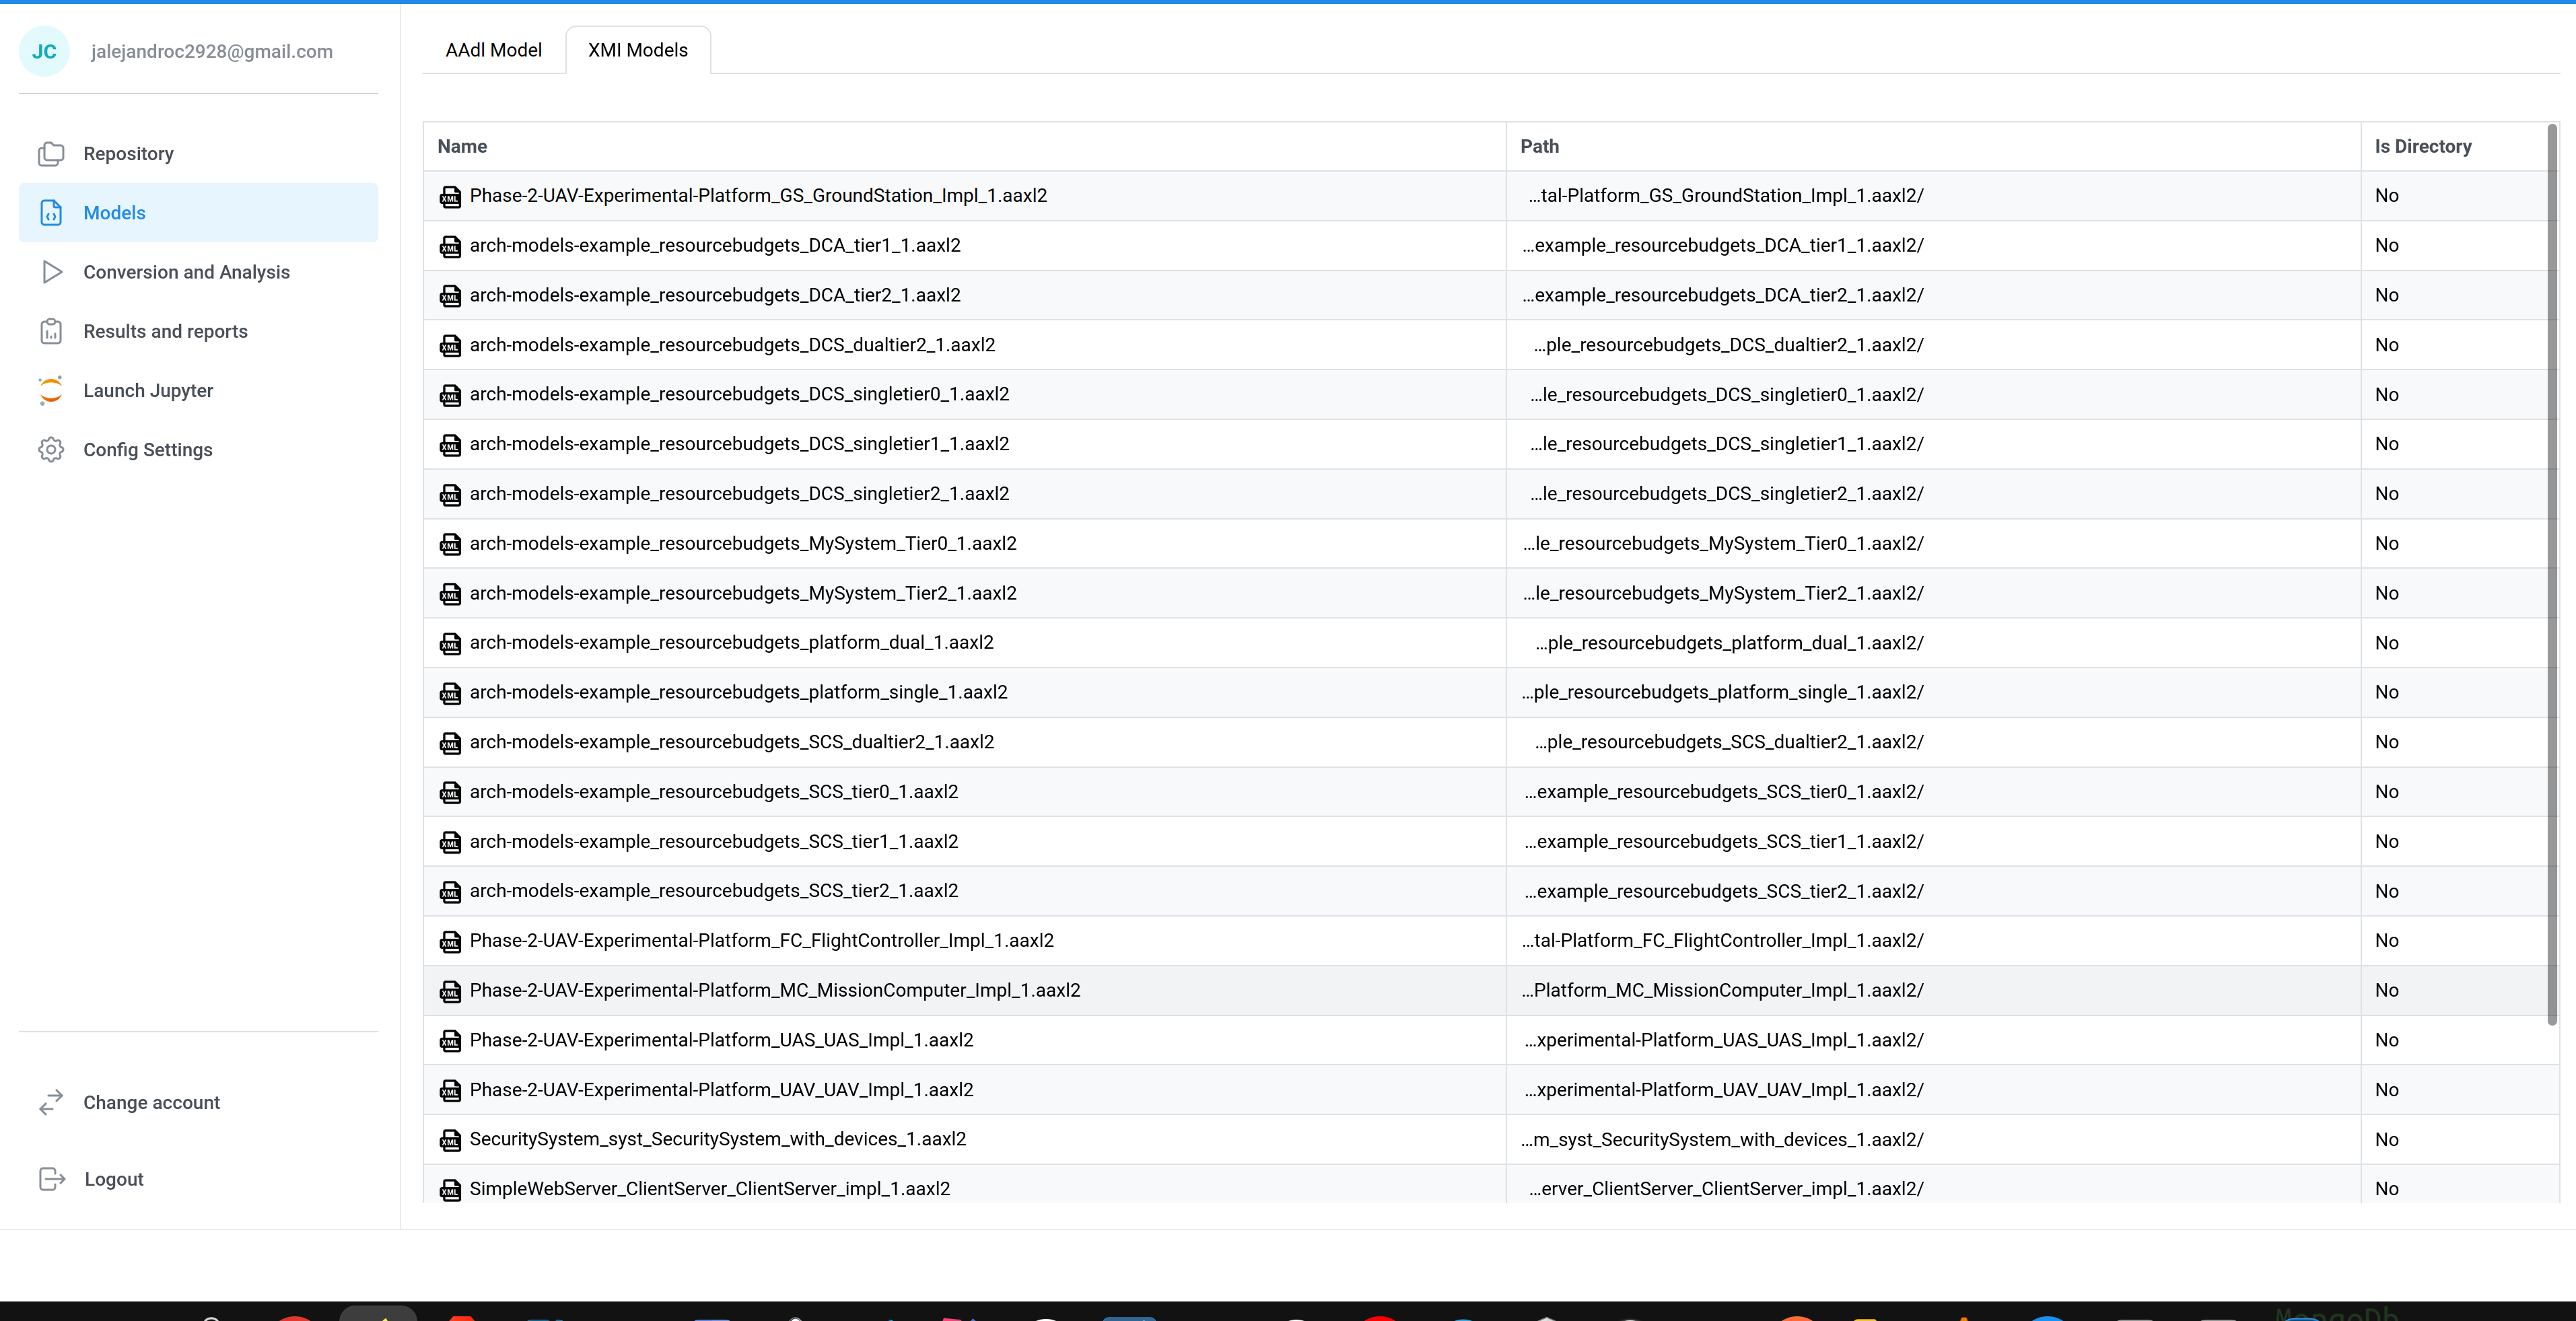 JC jalejandroc2928@gmail.com
Repository
Models
Conversion and Analysis
Results and reports
Launch Jupyter
Config Settings
Change account
Logout
AAdl Model XMI Models
Name Path Is Directory
Phase-2-UAV-Experimental-Platform_GS_GroundStation_Impl_1.aaxl2 …tal-Platform_GS_GroundStation_Impl_1.aaxl2/ No
arch-models-example_resourcebudgets_DCA_tier1_1.aaxl2 …example_resourcebudgets_DCA_tier1_1.aaxl2/ No
arch-models-example_resourcebudgets_DCA_tier2_1.aaxl2 …example_resourcebudgets_DCA_tier2_1.aaxl2/ No
arch-models-example_resourcebudgets_DCS_dualtier2_1.aaxl2 …ple_resourcebudgets_DCS_dualtier2_1.aaxl2/ No
arch-models-example_resourcebudgets_DCS_singletier0_1.aaxl2 …le_resourcebudgets_DCS_singletier0_1.aaxl2/ No
arch-models-example_resourcebudgets_DCS_singletier1_1.aaxl2 …le_resourcebudgets_DCS_singletier1_1.aaxl2/ No
arch-models-example_resourcebudgets_DCS_singletier2_1.aaxl2 …le_resourcebudgets_DCS_singletier2_1.aaxl2/ No
arch-models-example_resourcebudgets_MySystem_Tier0_1.aaxl2 …le_resourcebudgets_MySystem_Tier0_1.aaxl2/ No
arch-models-example_resourcebudgets_MySystem_Tier2_1.aaxl2 …le_resourcebudgets_MySystem_Tier2_1.aaxl2/ No
arch-models-example_resourcebudgets_platform_dual_1.aaxl2 …ple_resourcebudgets_platform_dual_1.aaxl2/ No
arch-models-example_resourcebudgets_platform_single_1.aaxl2 …ple_resourcebudgets_platform_single_1.aaxl2/ No
arch-models-example_resourcebudgets_SCS_dualtier2_1.aaxl2 …ple_resourcebudgets_SCS_dualtier2_1.aaxl2/ No
arch-models-example_resourcebudgets_SCS_tier0_1.aaxl2 …example_resourcebudgets_SCS_tier0_1.aaxl2/ No
arch-models-example_resourcebudgets_SCS_tier1_1.aaxl2 …example_resourcebudgets_SCS_tier1_1.aaxl2/ No
arch-models-example_resourcebudgets_SCS_tier2_1.aaxl2 …example_resourcebudgets_SCS_tier2_1.aaxl2/ No
Phase-2-UAV-Experimental-Platform_FC_FlightController_Impl_1.aaxl2 …tal-Platform_FC_FlightController_Impl_1.aaxl2/ No
Phase-2-UAV-Experimental-Platform_MC_MissionComputer_Impl_1.aaxl2 …Platform_MC_MissionComputer_Impl_1.aaxl2/ No
Phase-2-UAV-Experimental-Platform_UAS_UAS_Impl_1.aaxl2 …xperimental-Platform_UAS_UAS_Impl_1.aaxl2/ No
Phase-2-UAV-Experimental-Platform_UAV_UAV_Impl_1.aaxl2 …xperimental-Platform_UAV_UAV_Impl_1.aaxl2/ No
SecuritySystem_syst_SecuritySystem_with_devices_1.aaxl2 …m_syst_SecuritySystem_with_devices_1.aaxl2/ No
SimpleWebServer_ClientServer_ClientServer_impl_1.aaxl2 …erver_ClientServer_ClientServer_impl_1.aaxl2/ No
MongoDb